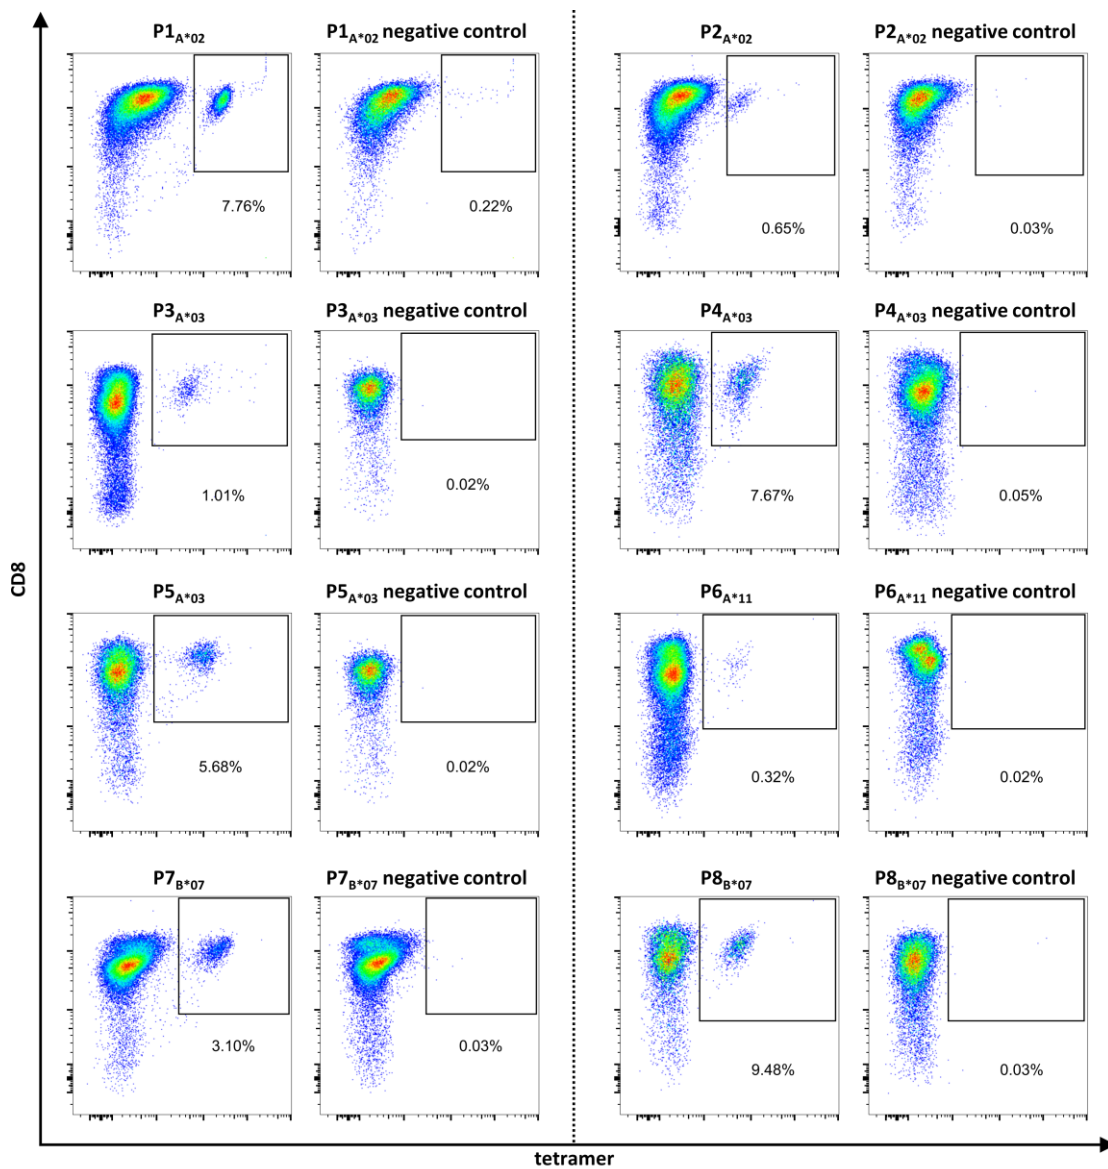 P1A*02
P1A*02 negative control
P2A*02
P2A*02 negative control
7.76%
0.22%
0.65%
0.03%
P3A*03
P3A*03 negative control
P4A*03
P4A*03 negative control
1.01%
0.02%
7.67%
0.05%
CD8
P5A*03
P5A*03 negative control
P6A*11
P6A*11 negative control
5.68%
0.02%
0.32%
0.02%
P7B*07
P7B*07 negative control
P8B*07
P8B*07 negative control
3.10%
0.03%
9.48%
0.03%
tetramer